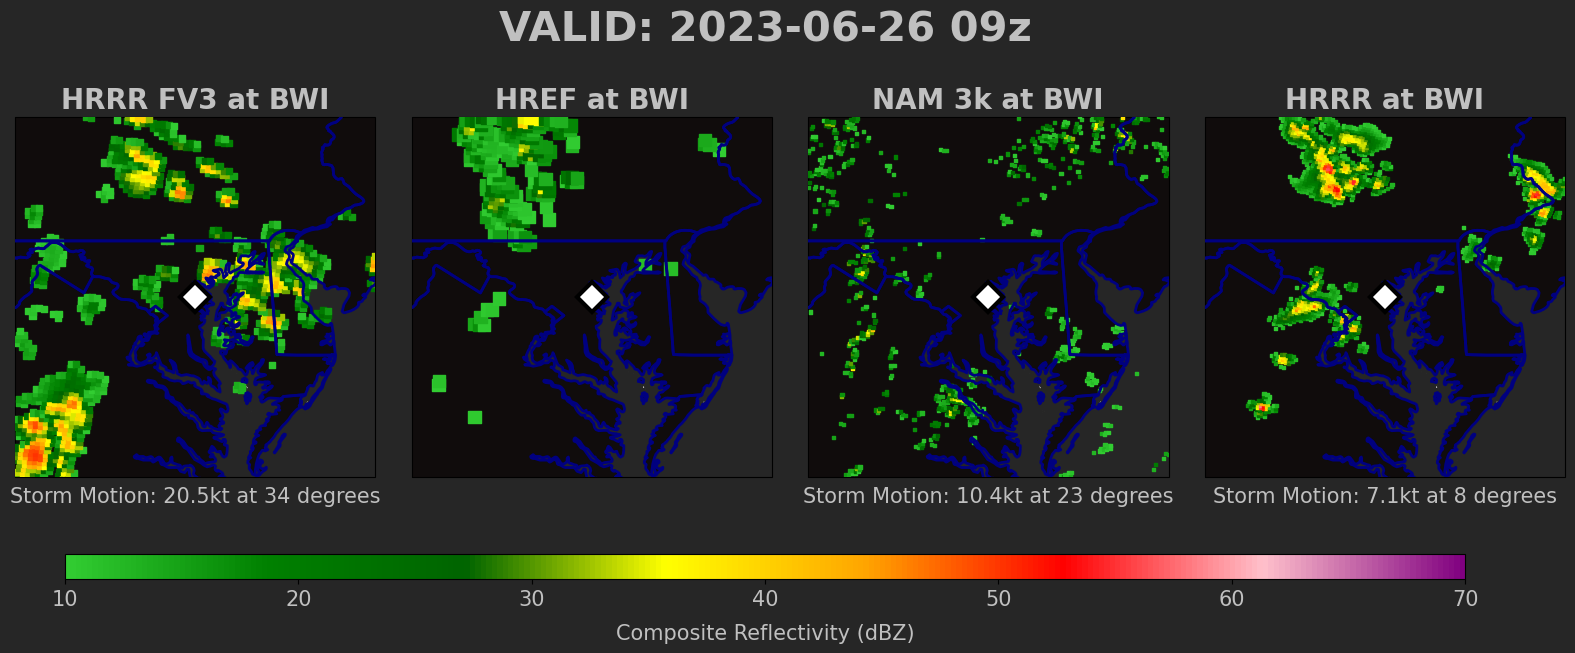 VALID: 2023-06-26 09z
HRRR FV3 at BWI
HREF at BWI
NAM 3k at BWI
HRRR at BWI
Storm Motion: 20.5kt at 34 degrees
Storm Motion: 10.4kt at 23 degrees
Storm Motion: 7.1kt at 8 degrees
10 20 30 40 50 60 70
Composite Reflectivity (dBZ)